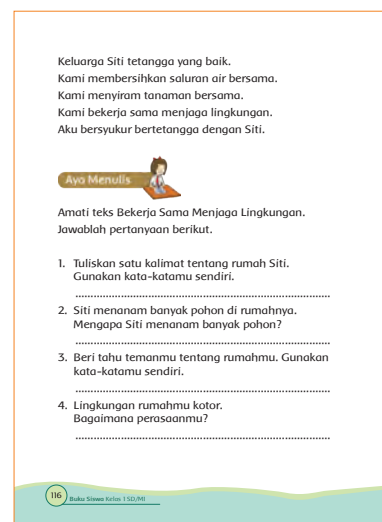 Keluarga Siti tetangga yang baik.
Kami membersihkan saluran air bersama.
Kami menyiram tanaman bersama.
Kami bekerja sama menjaga lingkungan.
Aku bersyukur bertetangga dengan Siti.
Ayo Menulis
Amati teks Bekerja Sama Menjaga Lingkungan.
Jawablah pertanyaan berikut.
1. Tuliskan satu kalimat tentang rumah Siti.
Gunakan kata-katamu sendiri.
.....................................................................................
2. Siti menanam banyak pohon di rumahnya.
Mengapa Siti menanam banyak pohon?
.....................................................................................
3. Beri tahu temanmu tentang rumahmu. Gunakan
kata-katamu sendiri.
.....................................................................................
4. Lingkungan rumahmu kotor.
Bagaimana perasaanmu?
.....................................................................................
116 Buku Siswa Kelas 1 SD/MI